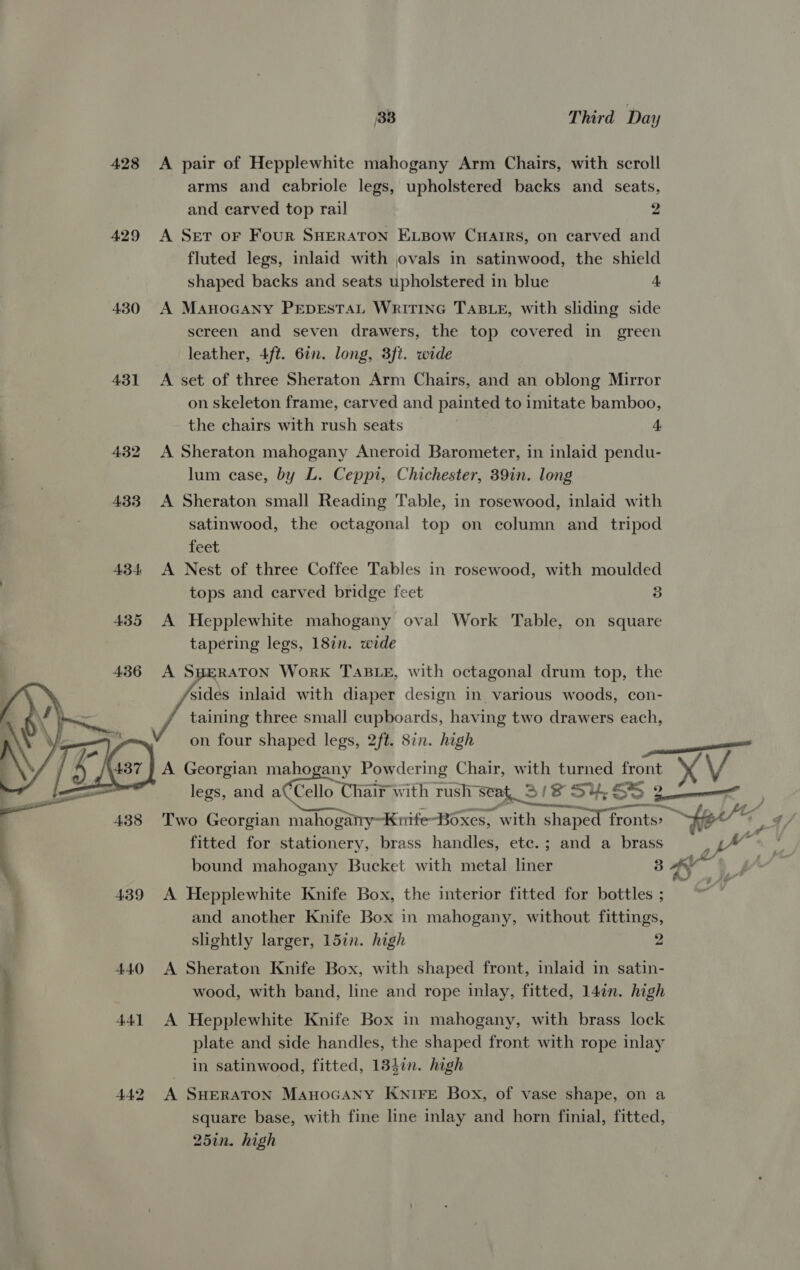 33 Third Day
428 A pair of Hepplewhite mahogany Arm Chairs, with scroll
arms and cabriole legs, upholstered backs and seats,
and carved top rail 2
429 A SET OF FOUR SHERATON ELBOW CHAIRS, on carved and
fluted legs, inlaid with ovals in satinwood, the shield
shaped backs and seats upholstered in blue 4
430 A MAHOGANY PEDESTAL WRITING TABLE, with sliding side
screen and seven drawers, the top covered in green
leather, 4ft. 6in. long, 3ft. wide
431 A set of three Sheraton Arm Chairs, and an oblong Mirror
on skeleton frame, carved and painted to imitate bamboo,
the chairs with rush seats 4
432 A Sheraton mahogany Aneroid Barometer, in inlaid pendu-
lum case, by L. Ceppi, Chichester, 39in. long
433 A Sheraton small Reading Table, in rosewood, inlaid with
satinwood, the octagonal top on column and tripod
feet
434 A Nest of three Coffee Tables in rosewood, with moulded
tops and carved bridge feet 3
435 A Hepplewhite mahogany oval Work Table, on square
tapering legs, 18in. wide
436 A SHERATON WORK TABLE, with octagonal drum top, the
sides inlaid with diaper design in various woods, con-
taining three small cupboards, having two drawers each,
on four shaped legs, 2ft. 8in. high
437 A Georgian mahogany Powdering Chair, with turned front XV
legs, and a Cello Chair with rush seat 318 2
438 Two Georgian mahogany Knife Boxes, with shaped fronts
fitted for stationery, brass handles, etc.; and a brass
bound mahogany Bucket with metal liner 3
439 A Hepplewhite Knife Box, the interior fitted for bottles;
and another Knife Box in mahogany, without fittings,
slightly larger, 15in. high 2
440 A Sheraton Knife Box, with shaped front, inlaid in satin-
wood, with band, line and rope inlay, fitted, 14in. high
441 A Hepplewhite Knife Box in mahogany, with brass lock
plate and side handles, the shaped front with rope inlay
in satinwood, fitted, 13½in. high
442 A SHERATON MAHOGANY KNIFE BOX, of vase shape, on a
square base, with fine line inlay and horn finial, fitted,
25in. high